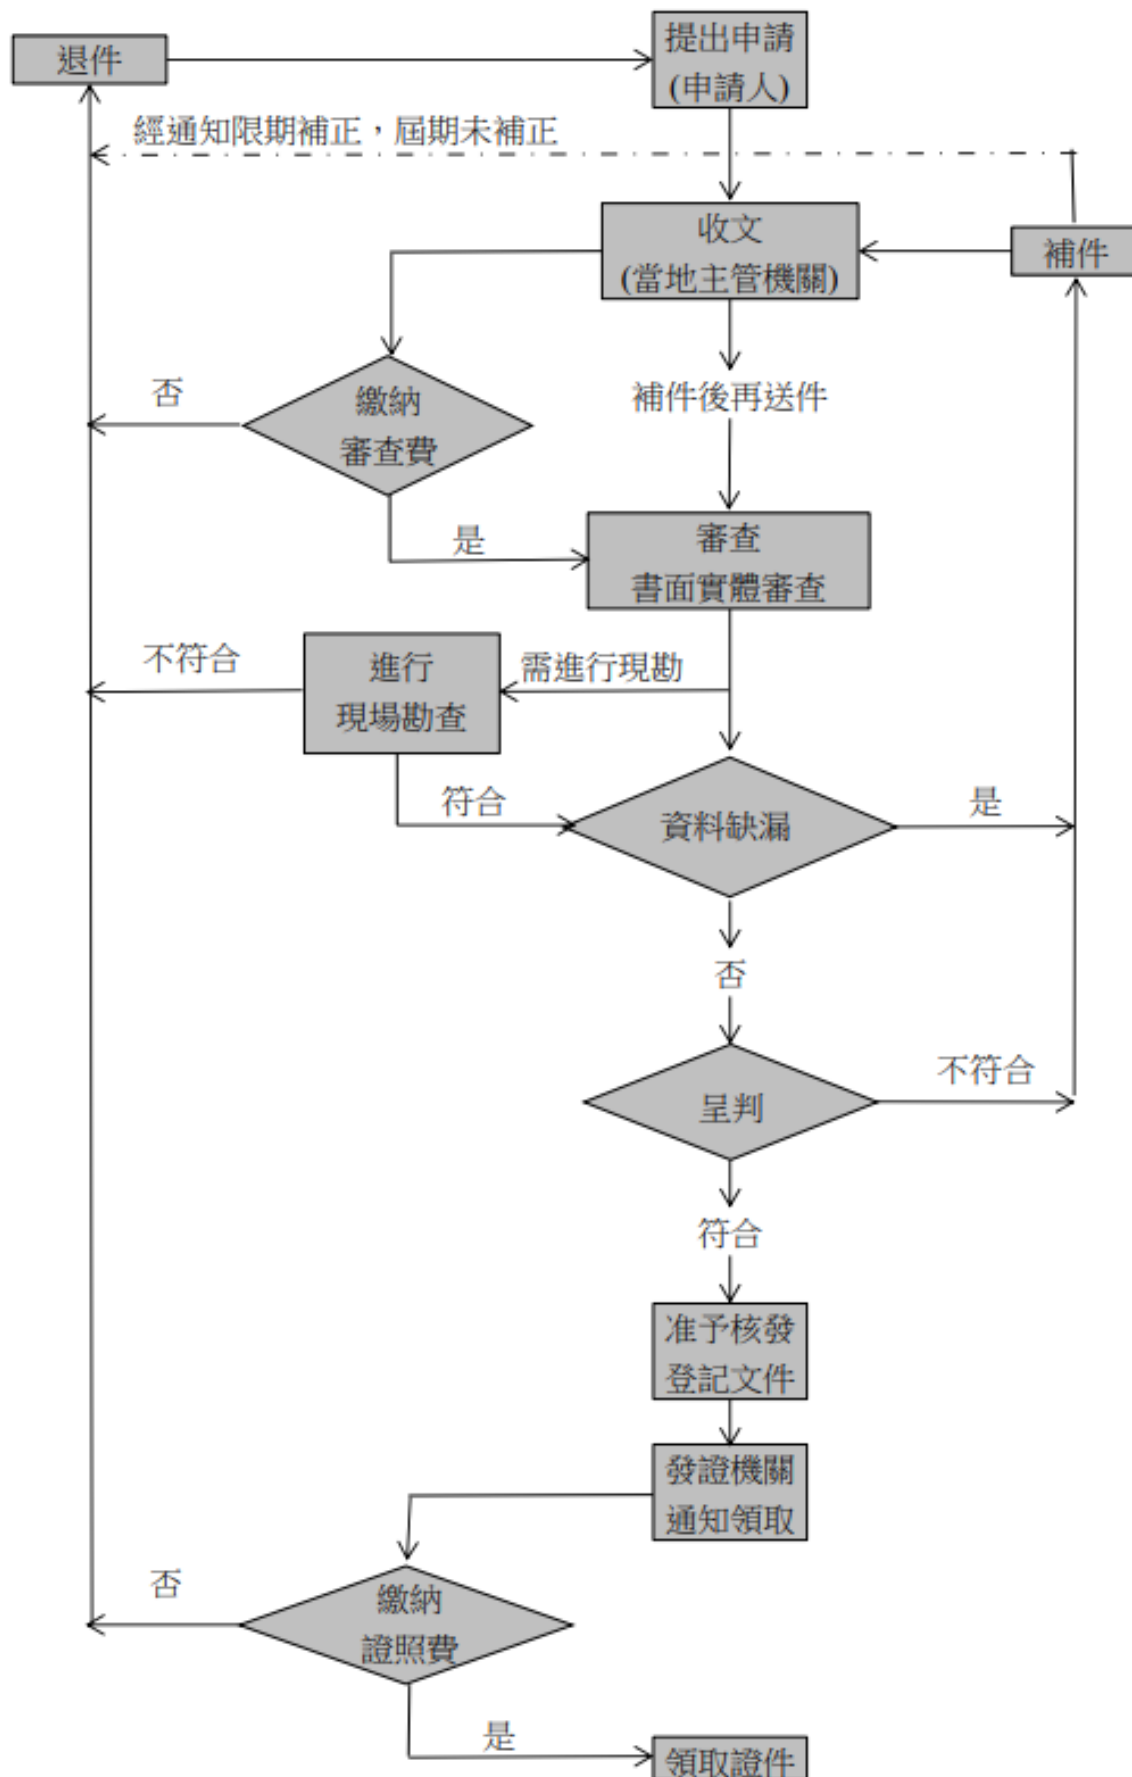 退件
提出申請
(申請人)
經通知限期補正，屆期未補正
收文
(當地主管機關)
補件
否
繳納
審查費
補件後再送件
是
審查
書面實體審查
不符合
進行
現場勘查
需進行現勘
符合
資料缺漏
是
否
呈判
不符合
符合
准予核發
登記文件
發證機關
通知領取
否
繳納
證照費
是
領取證件